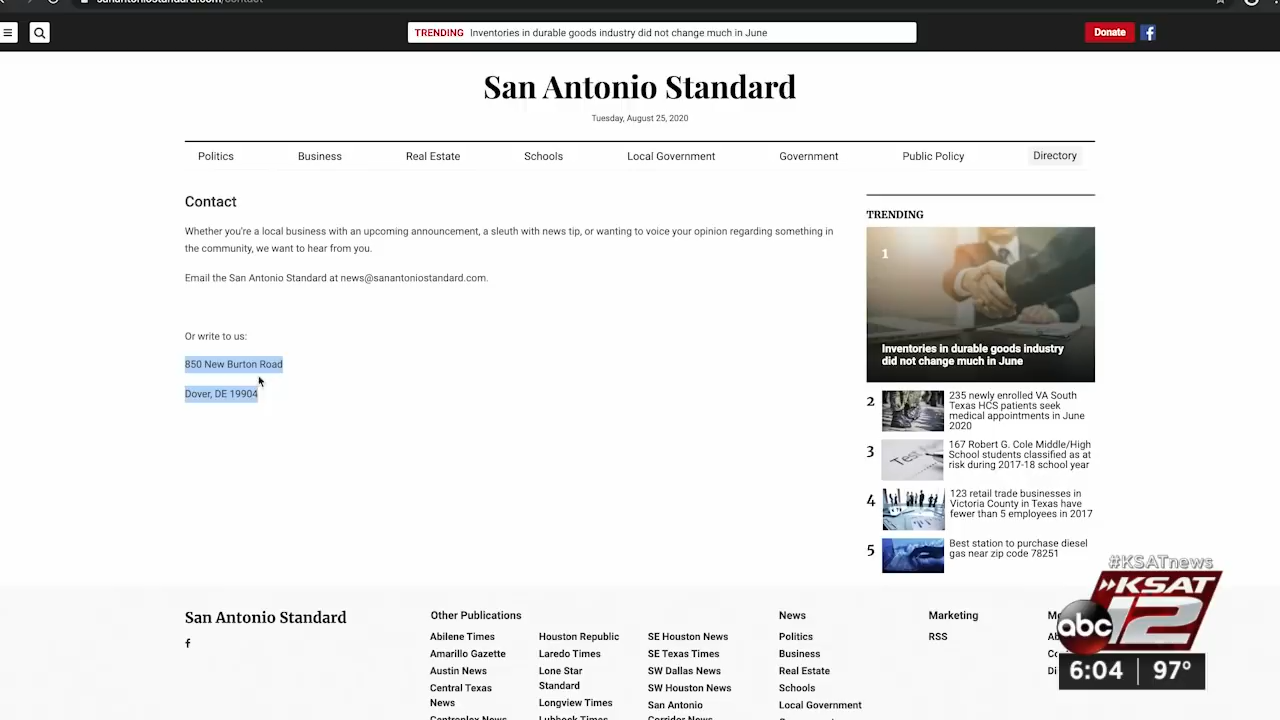 sanantoniostandard.com/contact
TRENDING Inventories in durable goods industry did not change much in June
Donate
San Antonio Standard
Tuesday, August 25, 2020
Politics Business Real Estate Schools Local Government Government Public Policy Directory
Contact
Whether you're a local business with an upcoming announcement, a sleuth with news tip, or wanting to voice your opinion regarding something in
the community, we want to hear from you.
Email the San Antonio Standard at news@sanantoniostandard.com.
Or write to us:
850 New Burton Road
Dover, DE 19904
TRENDING
1
Inventories in durable goods industry
did not change much in June
2
235 newly enrolled VA South
Texas HCS patients seek
medical appointments in June
2020
3
167 Robert G. Cole Middle/High
School students classified as at
risk during 2017-18 school year
4
123 retail trade businesses in
Victoria County in Texas have
fewer than 5 employees in 2017
5
Best station to purchase diesel
gas near zip code 78251
San Antonio Standard
Other Publications
Abilene Times
Amarillo Gazette
Austin News
Central Texas
News
Centroplex News
Houston Republic
Laredo Times
Lone Star
Standard
Longview Times
Lubbock Times
SE Houston News
SE Texas Times
SW Dallas News
SW Houston News
San Antonio
Corridor News
News
Politics
Business
Real Estate
Schools
Local Government
Marketing
RSS
#KSATnews
KSAT
abc 12
6:04 97°